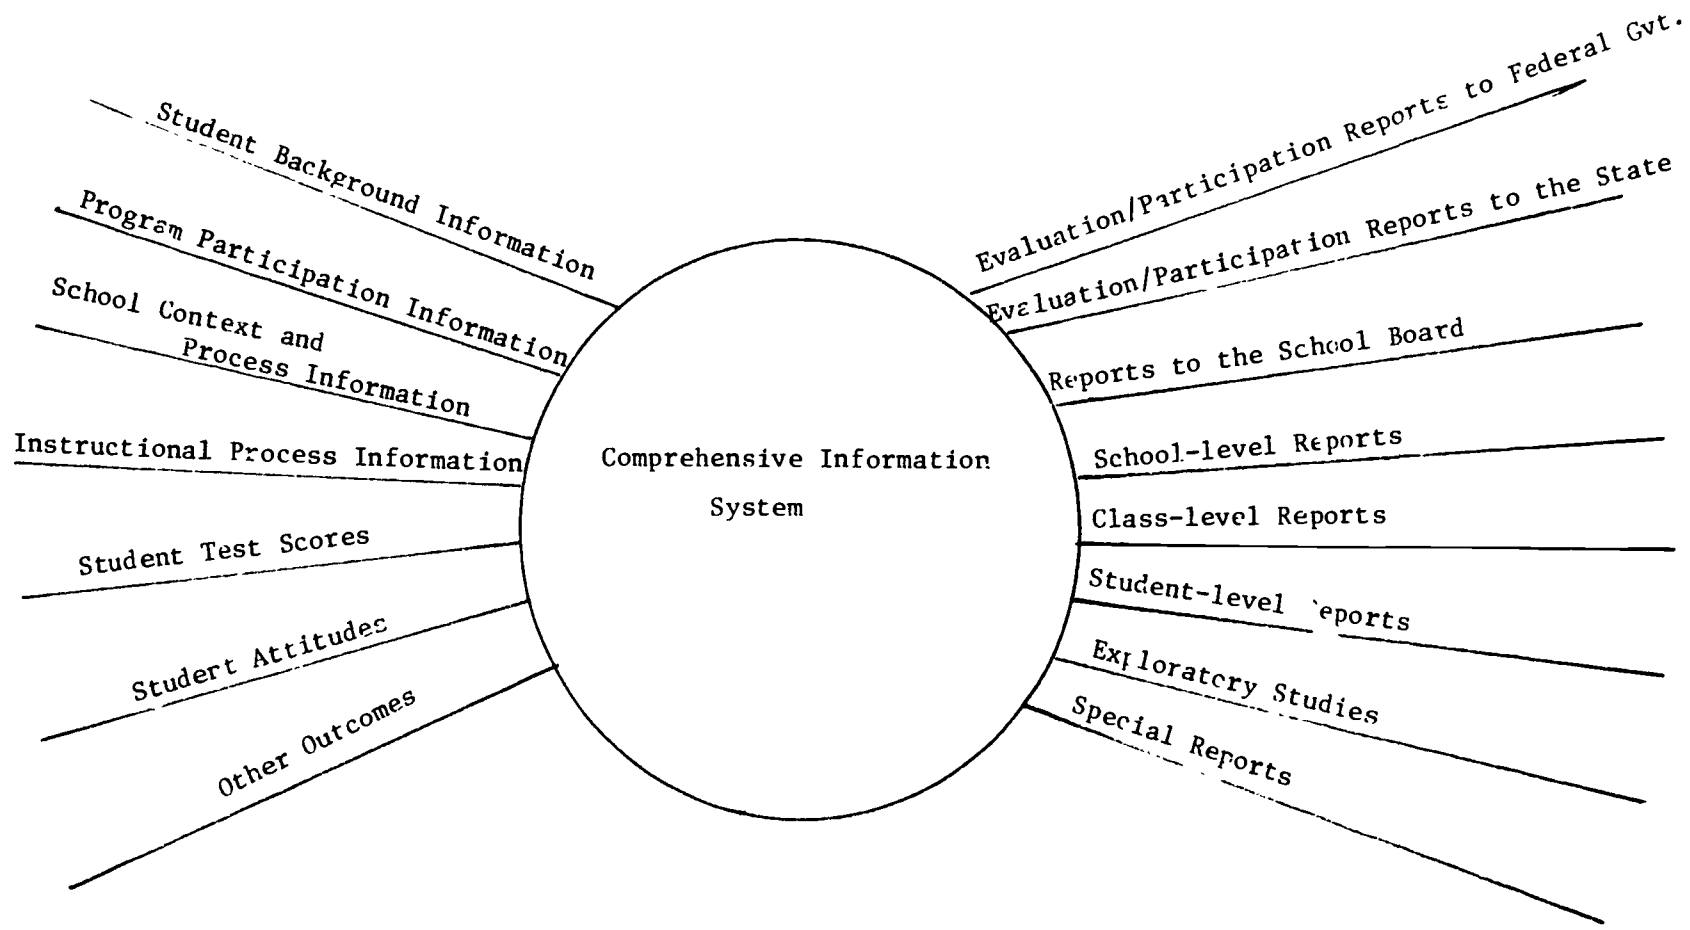 Student Background Information
Program Participation Information
School Context and
Process Information
Instructional Process Information
Student Test Scores
Student Attitudes
Other Outcomes
Comprehensive Information
System
Evaluation/Participation Reports to Federal Gvt.
Evaluation/Participation Reports to the State
Reports to the School Board
School-level Reports
Class-level Reports
Student-level Reports
Exploratory Studies
Special Reports